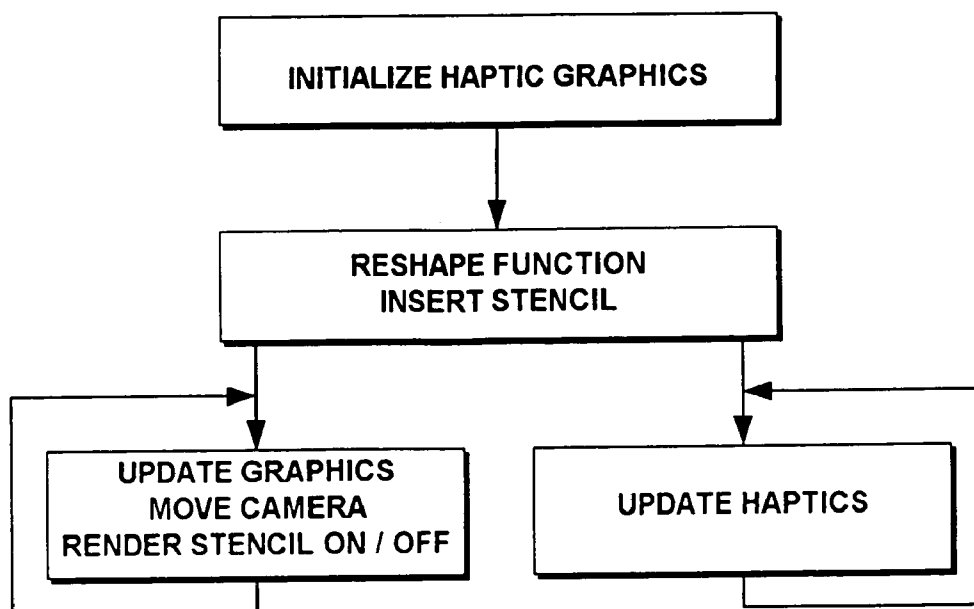 INITIALIZE HAPTIC GRAPHICS
RESHAPE FUNCTION
INSERT STENCIL
UPDATE GRAPHICS
MOVE CAMERA
RENDER STENCIL ON / OFF
UPDATE HAPTICS